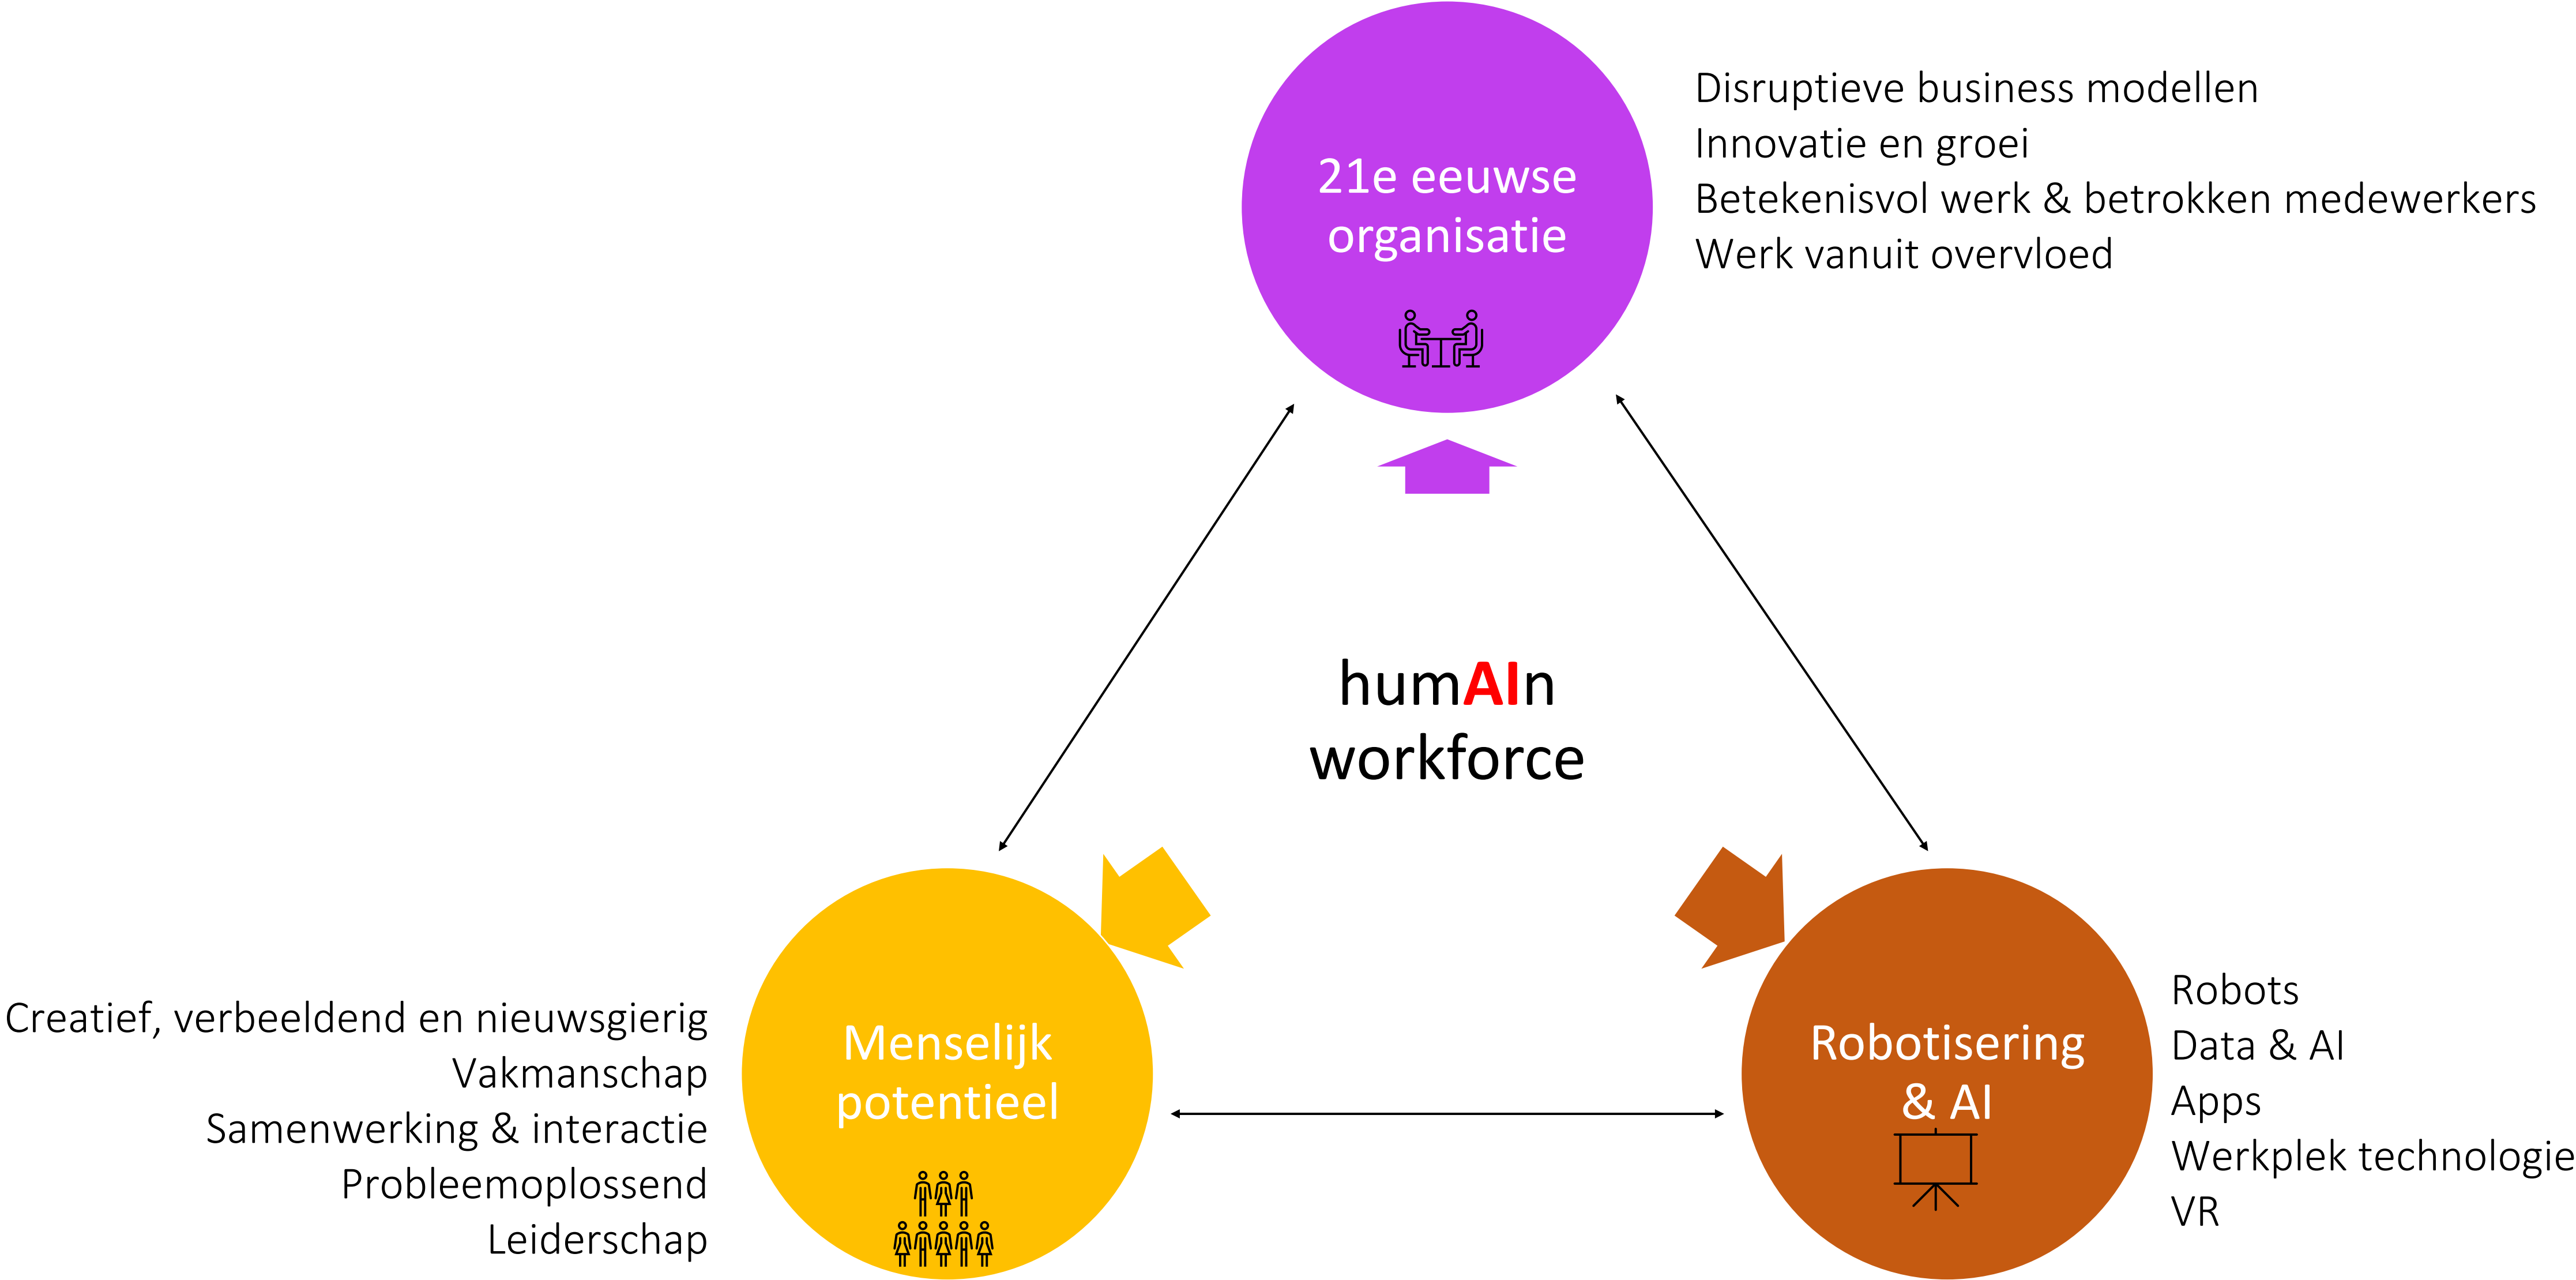 21e eeuwse
organisatie
Disruptieve business modellen
Innovatie en groei
Betekenisvol werk & betrokken medewerkers
Werk vanuit overvloed
humAIn
workforce
Creatief, verbeeldend en nieuwsgierig
Vakmanschap
Samenwerking & interactie
Probleemoplossend
Leiderschap
Menselijk
potentieel
Robotisering
& AI
Robots
Data & AI
Apps
Werkplek technologie
VR